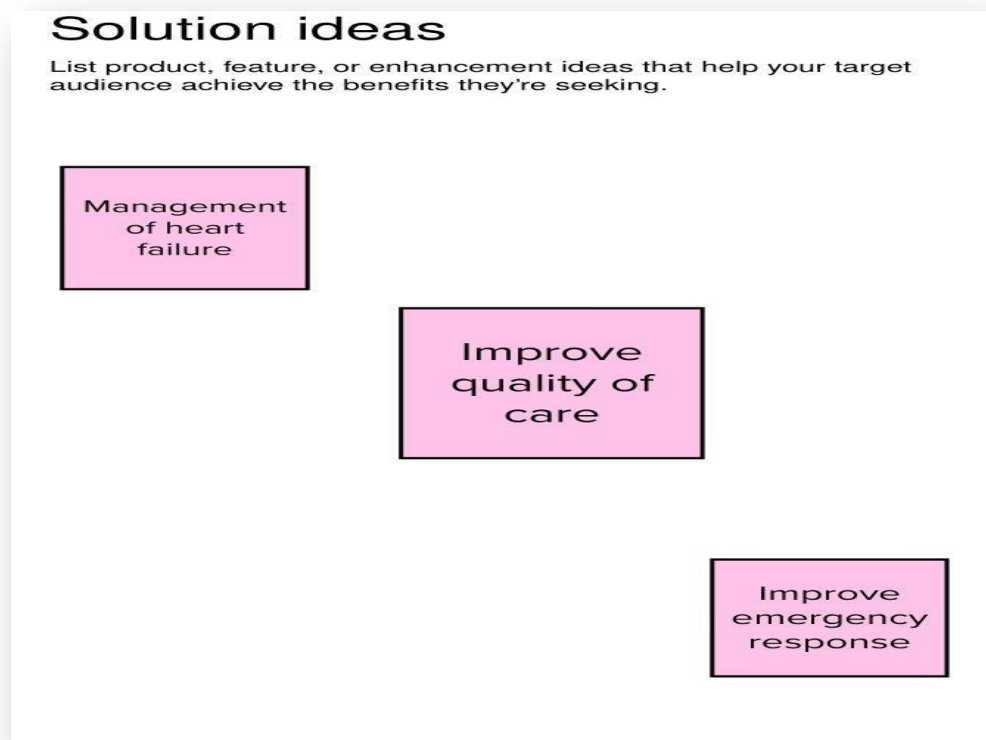 Solution ideas
List product, feature, or enhancement ideas that help your target
audience achieve the benefits they’re seeking.
Management
of heart
failure
Improve
quality of
care
Improve
emergency
response